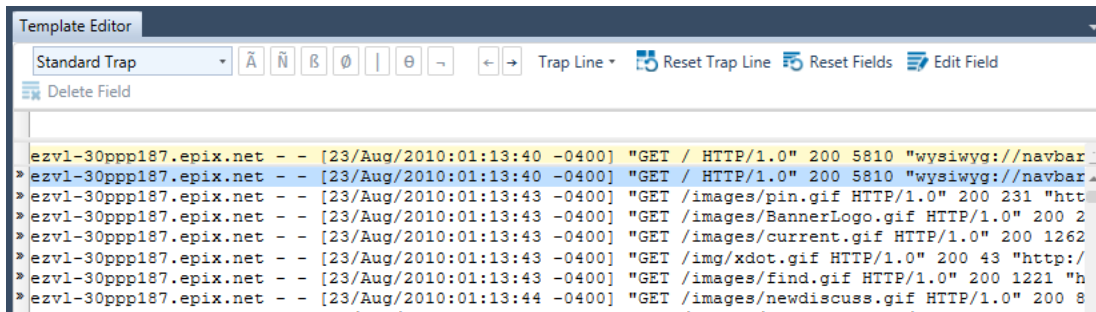 Template Editor
Standard Trap Ã Ñ ß Ø | θ ¬ ← → Trap Line Reset Trap Line Reset Fields Edit Field
Delete Field
ezvl-30ppp187.epix.net - - [23/Aug/2010:01:13:40 -0400] "GET / HTTP/1.0" 200 5810 "wysiwyg://navbar
» ezvl-30ppp187.epix.net - - [23/Aug/2010:01:13:40 -0400] "GET / HTTP/1.0" 200 5810 "wysiwyg://navbar
» ezvl-30ppp187.epix.net - - [23/Aug/2010:01:13:43 -0400] "GET /images/pin.gif HTTP/1.0" 200 231 "htt
» ezvl-30ppp187.epix.net - - [23/Aug/2010:01:13:43 -0400] "GET /images/BannerLogo.gif HTTP/1.0" 200 2
» ezvl-30ppp187.epix.net - - [23/Aug/2010:01:13:43 -0400] "GET /images/current.gif HTTP/1.0" 200 1262
» ezvl-30ppp187.epix.net - - [23/Aug/2010:01:13:43 -0400] "GET /img/xdot.gif HTTP/1.0" 200 43 "http:/
» ezvl-30ppp187.epix.net - - [23/Aug/2010:01:13:43 -0400] "GET /images/find.gif HTTP/1.0" 200 1221 "h
» ezvl-30ppp187.epix.net - - [23/Aug/2010:01:13:44 -0400] "GET /images/newdiscuss.gif HTTP/1.0" 200 8